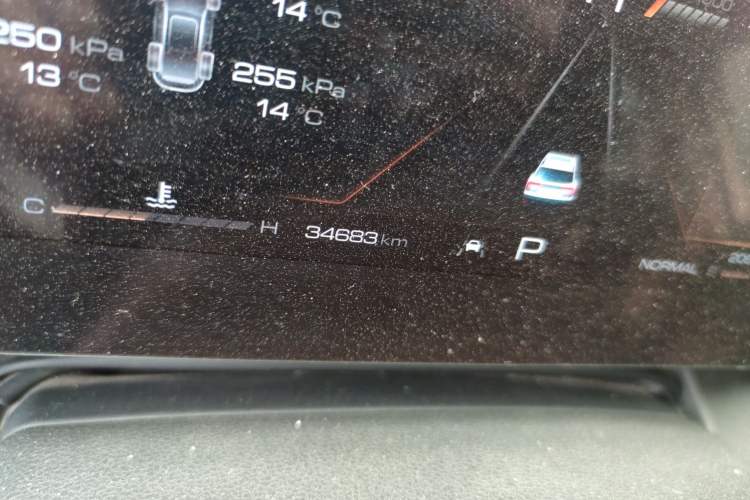 14 °C
250 kPa
13 °C
255 kPa
14 °C
C
H
34683 km
P
NORMAL